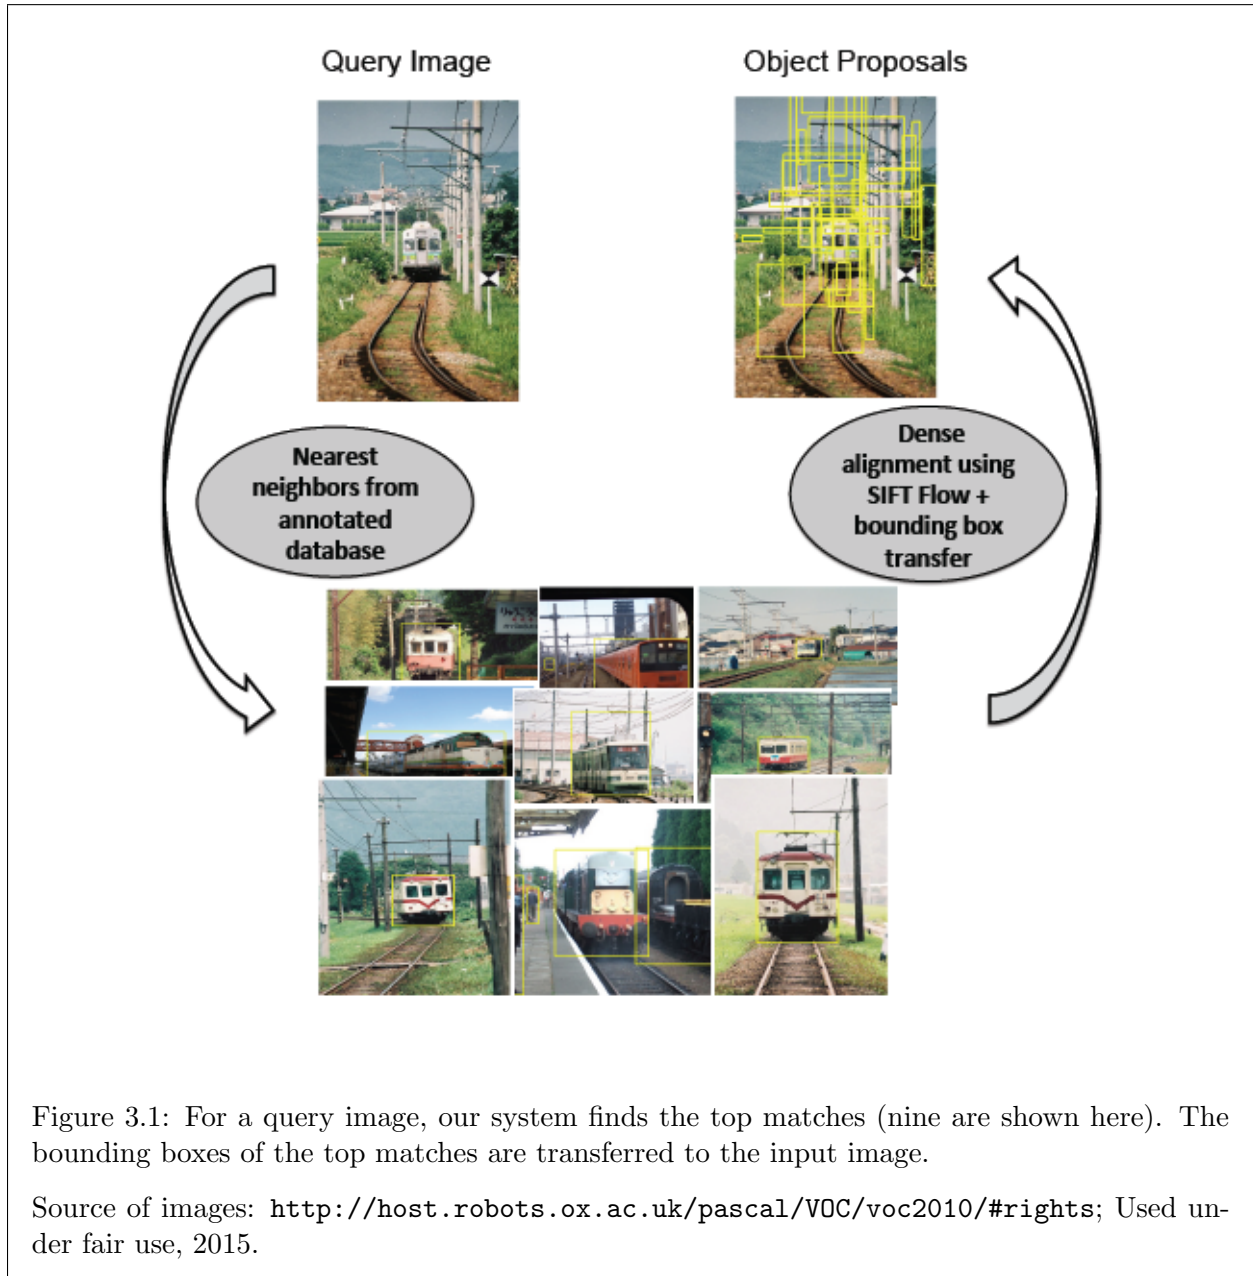 Query Image
Object Proposals
Nearest
neighbors from
annotated
database
Dense
alignment using
SIFT Flow +
bounding box
transfer
Figure 3.1: For a query image, our system finds the top matches (nine are shown here). The
bounding boxes of the top matches are transferred to the input image.
Source of images: http://host.robots.ox.ac.uk/pascal/VOC/voc2010/#rights; Used un-
der fair use, 2015.